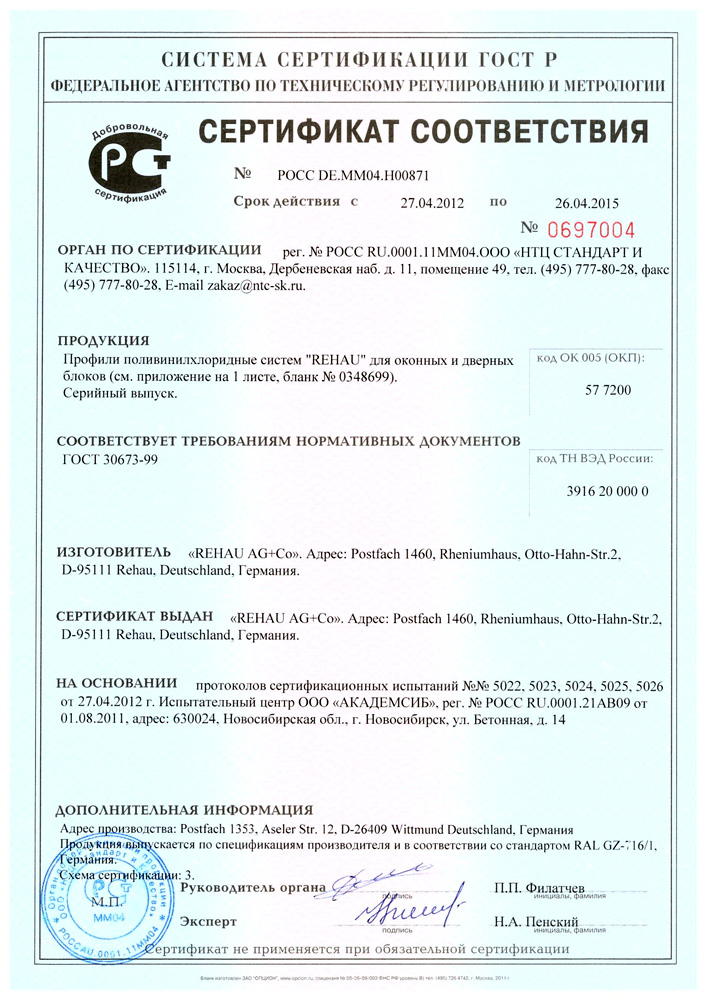 СИСТЕМА СЕРТИФИКАЦИИ ГОСТ Р
ФЕДЕРАЛЬНОЕ АГЕНТСТВО ПО ТЕХНИЧЕСКОМУ РЕГУЛИРОВАНИЮ И МЕТРОЛОГИИ
Добровольная
РСТ
сертификация
СЕРТИФИКАТ СООТВЕТСТВИЯ
№ РОСС DE.ММ04.Н00871
Срок действия с 27.04.2012 по 26.04.2015
№ 0697004
ОРГАН ПО СЕРТИФИКАЦИИ рег. № РОСС RU.0001.11ММ04.ООО «НТЦ СТАНДАРТ И
КАЧЕСТВО». 115114, г. Москва, Дербеневская наб. д. 11, помещение 49, тел. (495) 777-80-28, факс
(495) 777-80-28, E-mail zakaz@ntc-sk.ru.
ПРОДУКЦИЯ
Профили поливинилхлоридные систем "REHAU" для оконных и дверных
блоков (см. приложение на 1 листе, бланк № 0348699).
Серийный выпуск.
код ОК 005 (ОКП):
57 7200
СООТВЕТСТВУЕТ ТРЕБОВАНИЯМ НОРМАТИВНЫХ ДОКУМЕНТОВ
ГОСТ 30673-99
код ТН ВЭД России:
3916 20 000 0
ИЗГОТОВИТЕЛЬ «REHAU AG+Co». Адрес: Postfach 1460, Rheniumhaus, Otto-Hahn-Str.2,
D-95111 Rehau, Deutschland, Германия.
СЕРТИФИКАТ ВЫДАН «REHAU AG+Co». Адрес: Postfach 1460, Rheniumhaus, Otto-Hahn-Str.2,
D-95111 Rehau, Deutschland, Германия.
НА ОСНОВАНИИ протоколов сертификационных испытаний №№ 5022, 5023, 5024, 5025, 5026
от 27.04.2012 г. Испытательный центр ООО «АКАДЕМСИБ», рег. № РОСС RU.0001.21АВ09 от
01.08.2011, адрес: 630024, Новосибирская обл., г. Новосибирск, ул. Бетонная, д. 14
ДОПОЛНИТЕЛЬНАЯ ИНФОРМАЦИЯ
Адрес производства: Postfach 1353, Aseler Str. 12, D-26409 Wittmund Deutschland, Германия
Продукция выпускается по спецификациям производителя и в соответствии со стандартом RAL GZ-716/1,
Германия.
Схема сертификации: 3.
М.П.
ММ04
Руководитель органа
подпись
П.П. Филатчев
инициалы, фамилия
Эксперт
подпись
Н.А. Пенский
инициалы, фамилия
Сертификат не применяется при обязательной сертификации